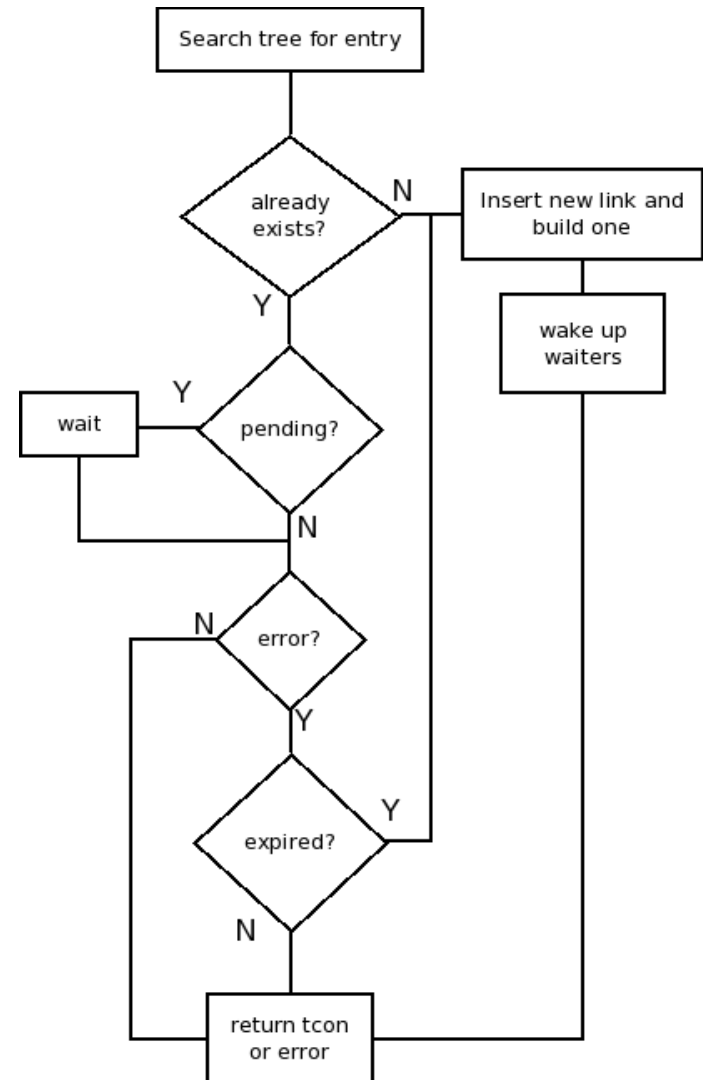 Search tree for entry
already
exists?
N
Insert new link and
build one
Y
wake up
waiters
Y
wait
pending?
N
N
error?
Y
Y
expired?
N
return tcon
or error